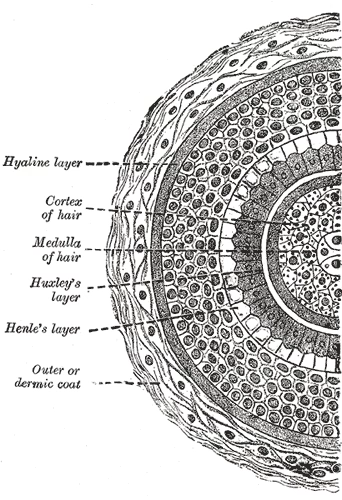 Hyaline layer
Cortex
of hair
Medulla
of hair
Huxley's
layer
Henle's layer
Outer or
dermic coat